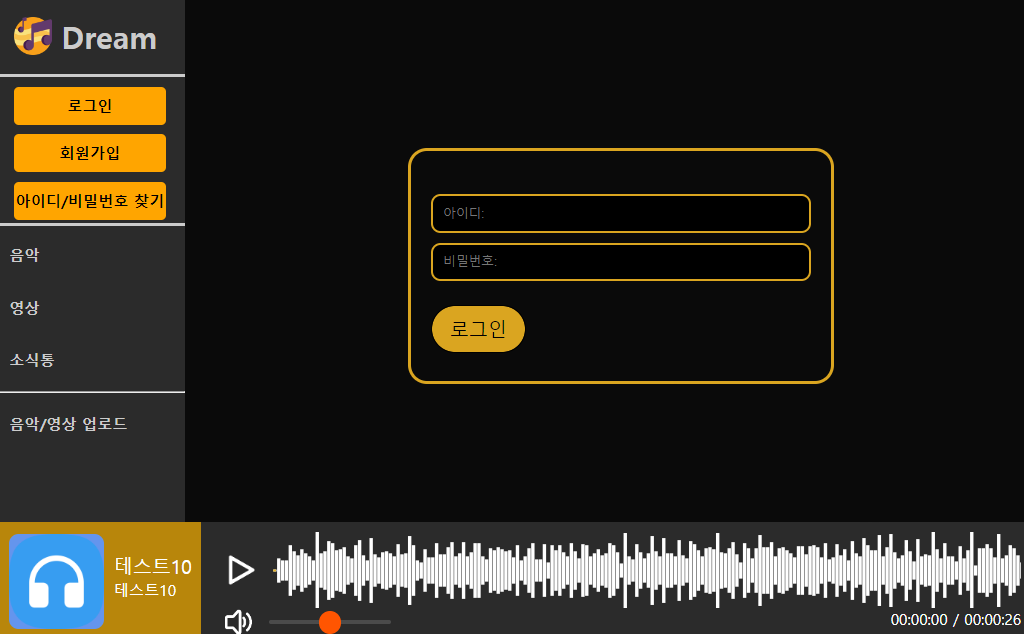 Dream
로그인
회원가입
아이디/비밀번호 찾기
음악
영상
소식통
음악/영상 업로드
아이디:
비밀번호:
로그인
테스트10
테스트10
00:00:00 / 00:00:26